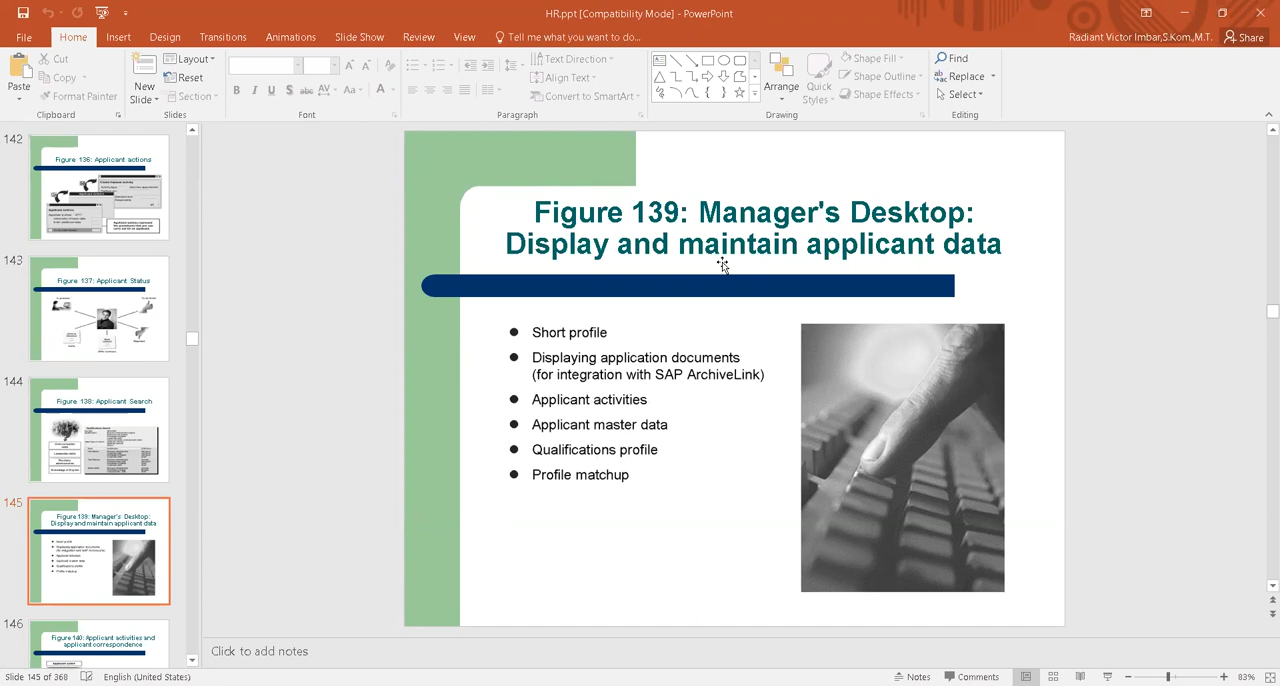 HR.ppt [Compatibility Mode] - PowerPoint
File Home Insert Design Transitions Animations Slide Show Review View Tell me what you want to do... Radiant Victor Imbar,S.Kom.,M.T. Share
Paste
Cut
Copy
Format Painter
Clipboard
New
Slide
Layout
Reset
Section
Slides
B I U S abc AV Aa A
Font
Text Direction
Align Text
Convert to SmartArt
Paragraph
Arrange
Quick
Styles
Shape Fill
Shape Outline
Shape Effects
Drawing
Find
Replace
Select
Editing
142
Figure 136: Applicant actions
143
Figure 137: Applicant Status
144
Figure 138: Applicant Search
145
Figure 139: Manager's Desktop:
Display and maintain applicant data
146
Figure 140: Applicant activities and
applicant correspondence
Figure 139: Manager's Desktop:
Display and maintain applicant data
Short profile
Displaying application documents
(for integration with SAP ArchiveLink)
Applicant activities
Applicant master data
Qualifications profile
Profile matchup
Click to add notes
Slide 145 of 368 English (United States) Notes Comments 83%